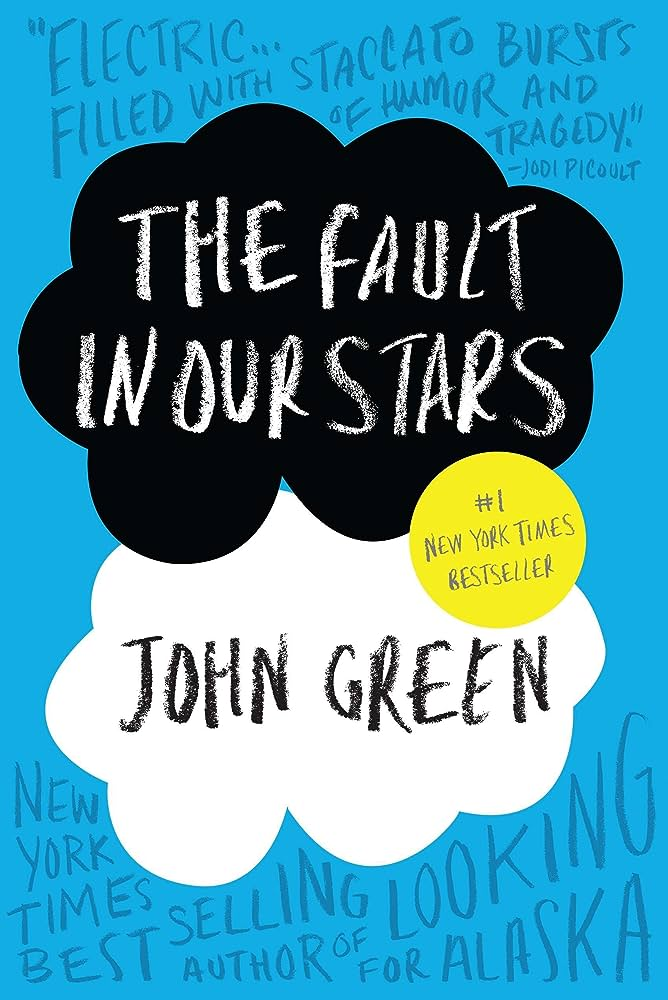 "ELECTRIC...
FILLED WITH STACCATO BURSTS
OF HUMOR AND
TRAGEDY."
–JODI PICOULT
THE FAULT
IN OUR STARS
#1
NEW YORK TIMES
BESTSELLER
JOHN GREEN
NEW
YORK
TIMES
BEST SELLING
AUTHOR OF
LOOKING
FOR ALASKA